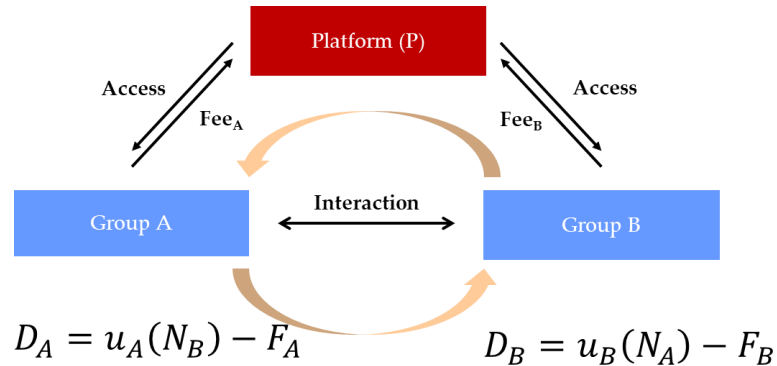 Platform (P)
Access
Access
Fee_A
Fee_B
Interaction
Group A
Group B
D_A = u_A(N_B) − F_A
D_B = u_B(N_A) − F_B